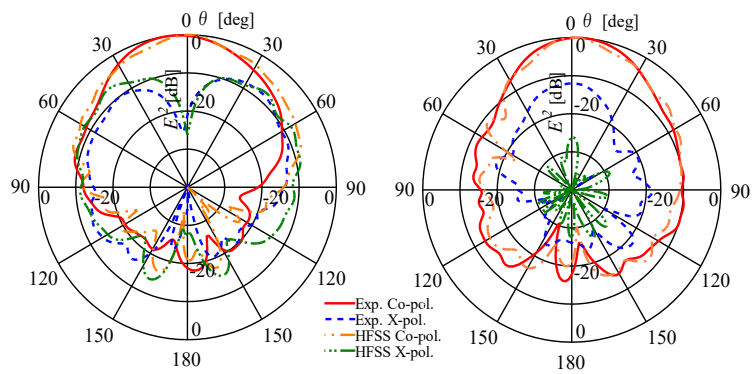 0 θ [deg]
30 0 30
60 60
E² [dB]
-20
90 0 -20 -20 0 90
-20
120 120
0
150 150
180
0 θ [deg]
30 0 30
60 60
E² [dB]
-20
90 0 -20 -20 0 90
-20
120 120
0
150 150
180
Exp. Co-pol.
Exp. X-pol.
HFSS Co-pol.
HFSS X-pol.